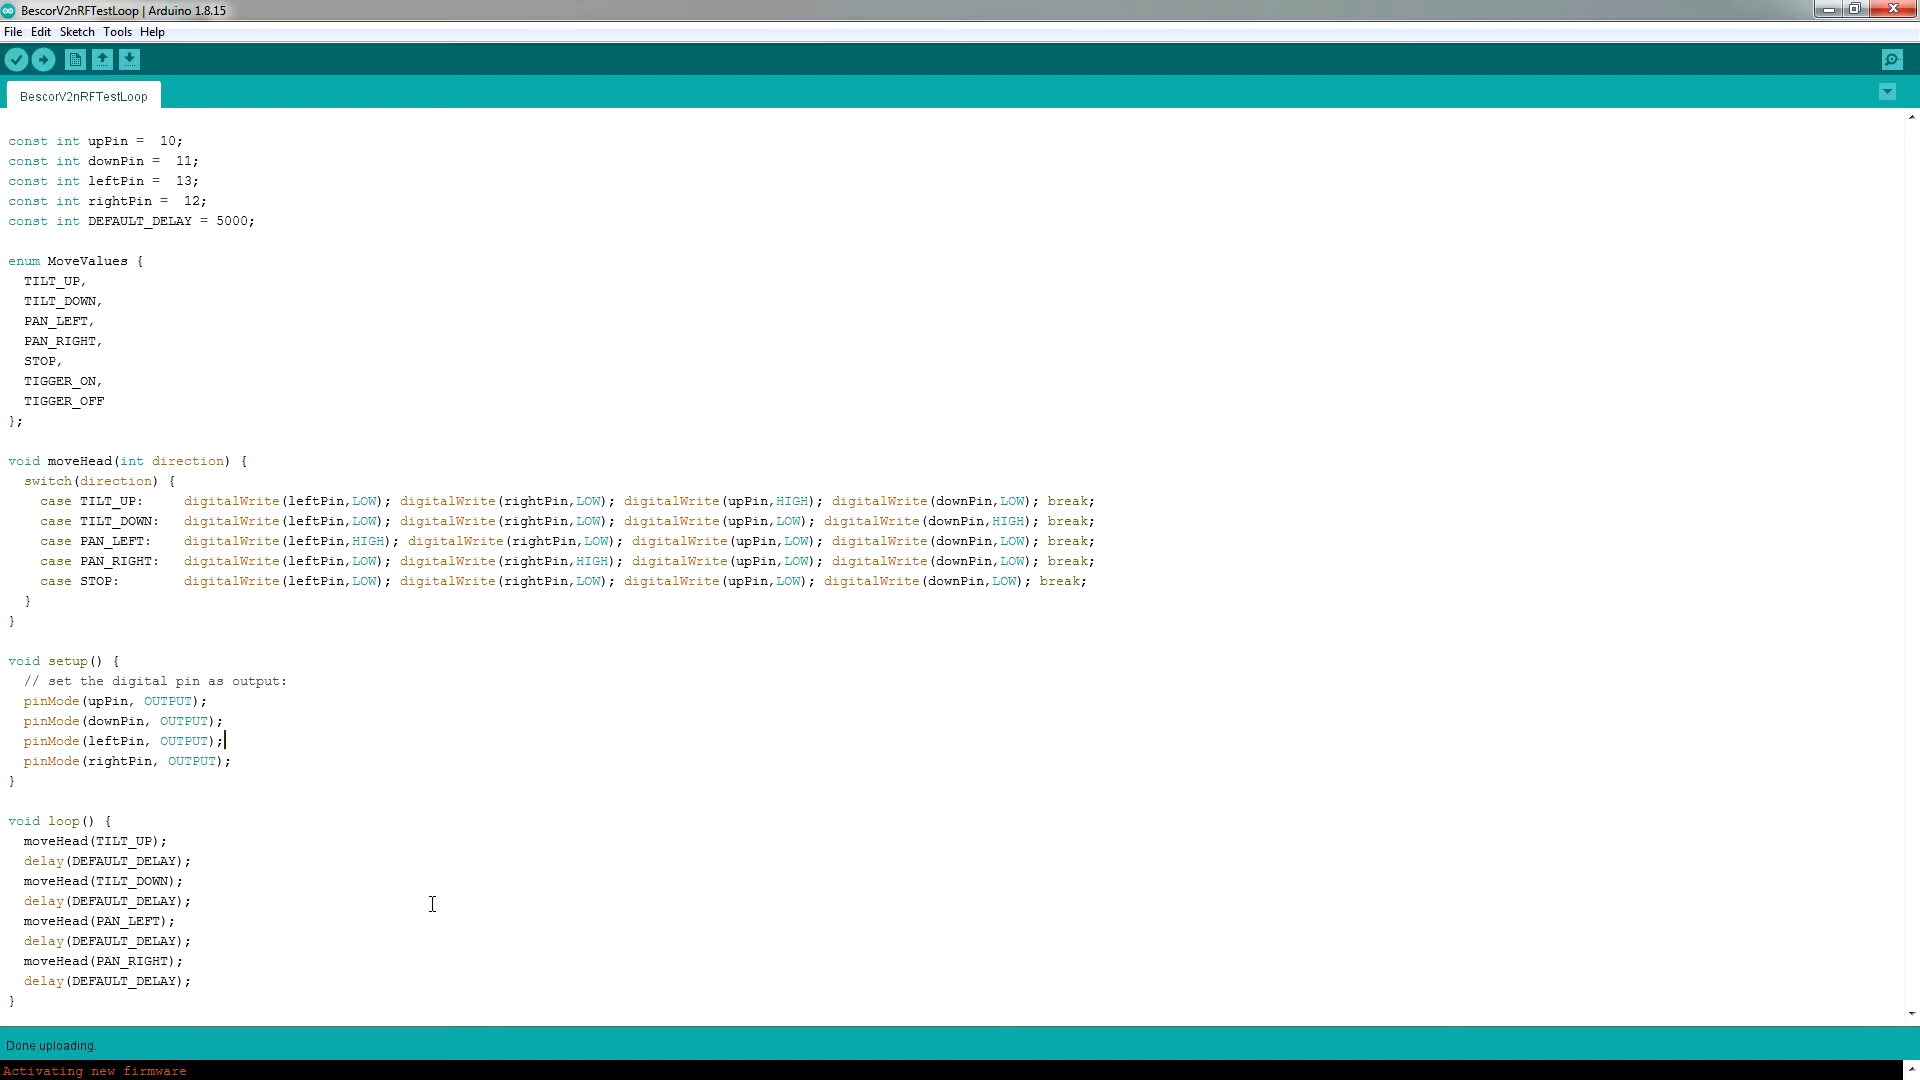 BescorV2nRFTestLoop | Arduino 1.8.15
File Edit Sketch Tools Help
BescorV2nRFTestLoop
const int upPin =  10;
const int downPin =  11;
const int leftPin =  13;
const int rightPin =  12;
const int DEFAULT_DELAY = 5000;
enum MoveValues {
  TILT_UP,
  TILT_DOWN,
  PAN_LEFT,
  PAN_RIGHT,
  STOP,
  TIGGER_ON,
  TIGGER_OFF
};
void moveHead(int direction) {
  switch(direction) {
    case TILT_UP:     digitalWrite(leftPin,LOW); digitalWrite(rightPin,LOW); digitalWrite(upPin,HIGH); digitalWrite(downPin,LOW); break;
    case TILT_DOWN:   digitalWrite(leftPin,LOW); digitalWrite(rightPin,LOW); digitalWrite(upPin,LOW); digitalWrite(downPin,HIGH); break;
    case PAN_LEFT:    digitalWrite(leftPin,HIGH); digitalWrite(rightPin,LOW); digitalWrite(upPin,LOW); digitalWrite(downPin,LOW); break;
    case PAN_RIGHT:   digitalWrite(leftPin,LOW); digitalWrite(rightPin,HIGH); digitalWrite(upPin,LOW); digitalWrite(downPin,LOW); break;
    case STOP:        digitalWrite(leftPin,LOW); digitalWrite(rightPin,LOW); digitalWrite(upPin,LOW); digitalWrite(downPin,LOW); break;
  }
}
void setup() {
  // set the digital pin as output:
  pinMode(upPin, OUTPUT);
  pinMode(downPin, OUTPUT);
  pinMode(leftPin, OUTPUT);
  pinMode(rightPin, OUTPUT);
}
void loop() {
  moveHead(TILT_UP);
  delay(DEFAULT_DELAY);
  moveHead(TILT_DOWN);
  delay(DEFAULT_DELAY);
  moveHead(PAN_LEFT);
  delay(DEFAULT_DELAY);
  moveHead(PAN_RIGHT);
  delay(DEFAULT_DELAY);
}
Done uploading.
Activating new firmware